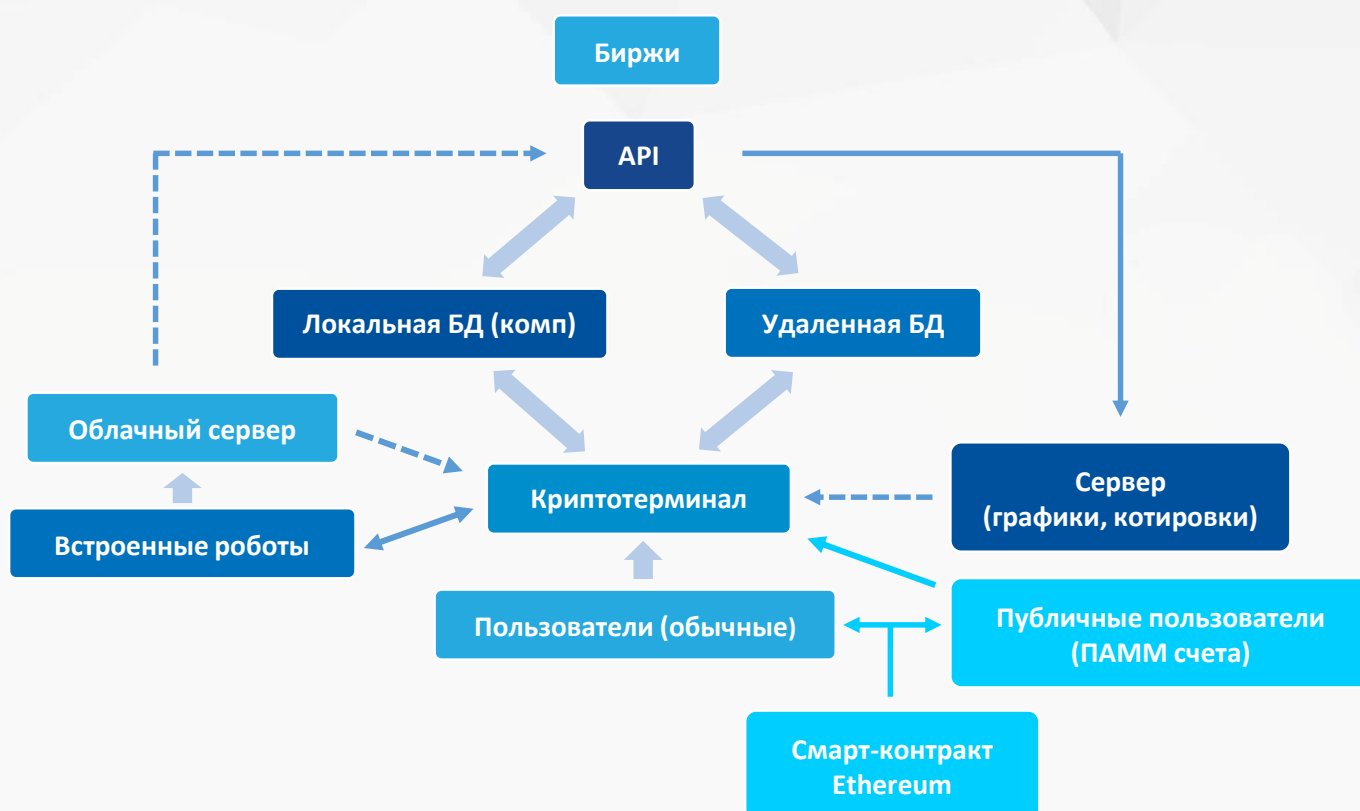 Биржи
API
Локальная БД (комп)
Удаленная БД
Облачный сервер
Криптотерминал
Сервер
(графики, котировки)
Встроенные роботы
Пользователи (обычные)
Публичные пользователи
(ПАММ счета)
Смарт-контракт
Ethereum